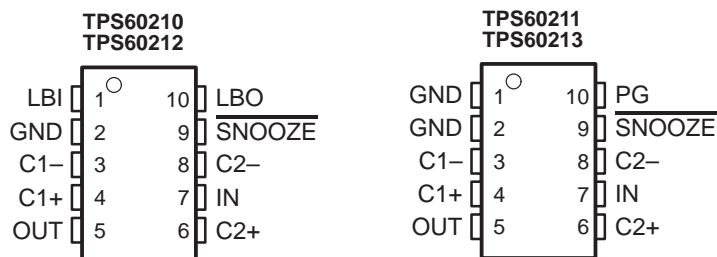 TPS60210
TPS60212
LBI 1 10 LBO
GND 2 9 SNOOZE
C1– 3 8 C2–
C1+ 4 7 IN
OUT 5 6 C2+
TPS60211
TPS60213
GND 1 10 PG
GND 2 9 SNOOZE
C1– 3 8 C2–
C1+ 4 7 IN
OUT 5 6 C2+